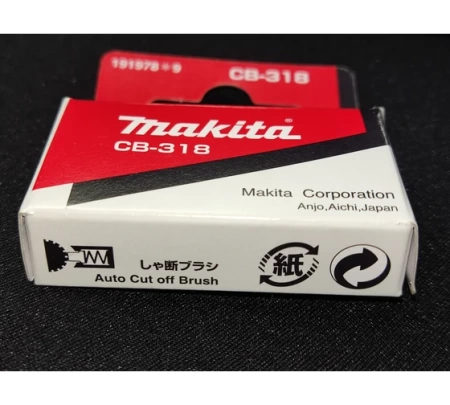 191978*9
CB-318
makita
CB-318
Makita Corporation
Anjo,Aichi,Japan
しゃ断ブラシ
Auto Cut off Brush
紙